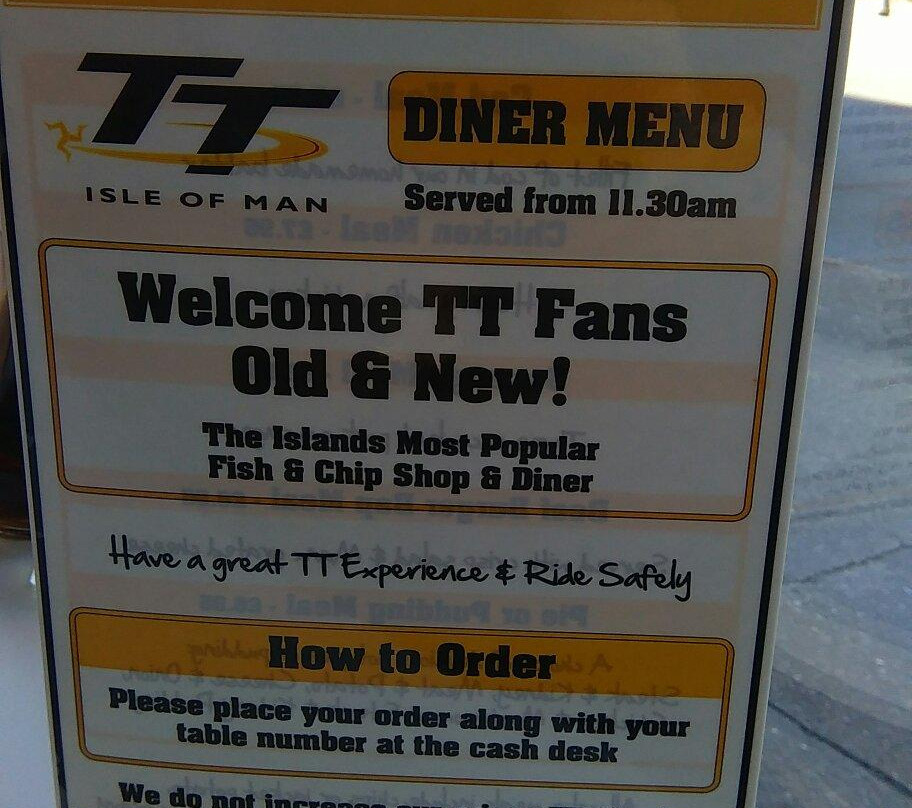 TT
ISLE OF MAN
DINER MENU
Served from 11.30am
Welcome TT Fans
Old & New!
The Islands Most Popular
Fish & Chip Shop & Diner
Have a great TT Experience & Ride Safely
How to Order
Please place your order along with your
table number at the cash desk
We do not increase our